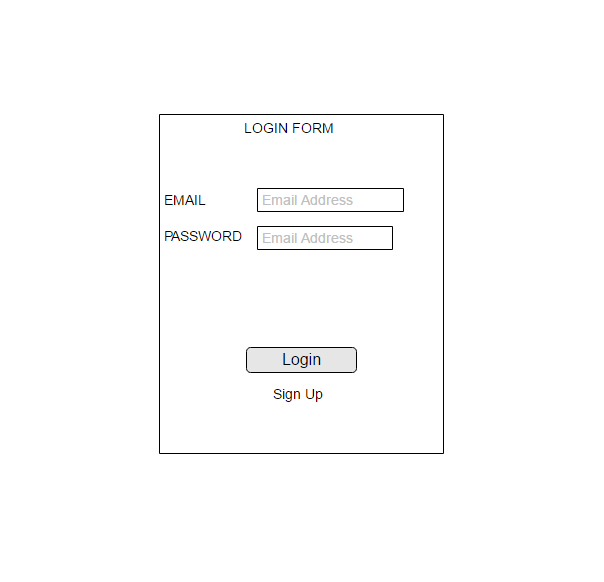 LOGIN FORM
EMAIL Email Address
PASSWORD Email Address
Login
Sign Up